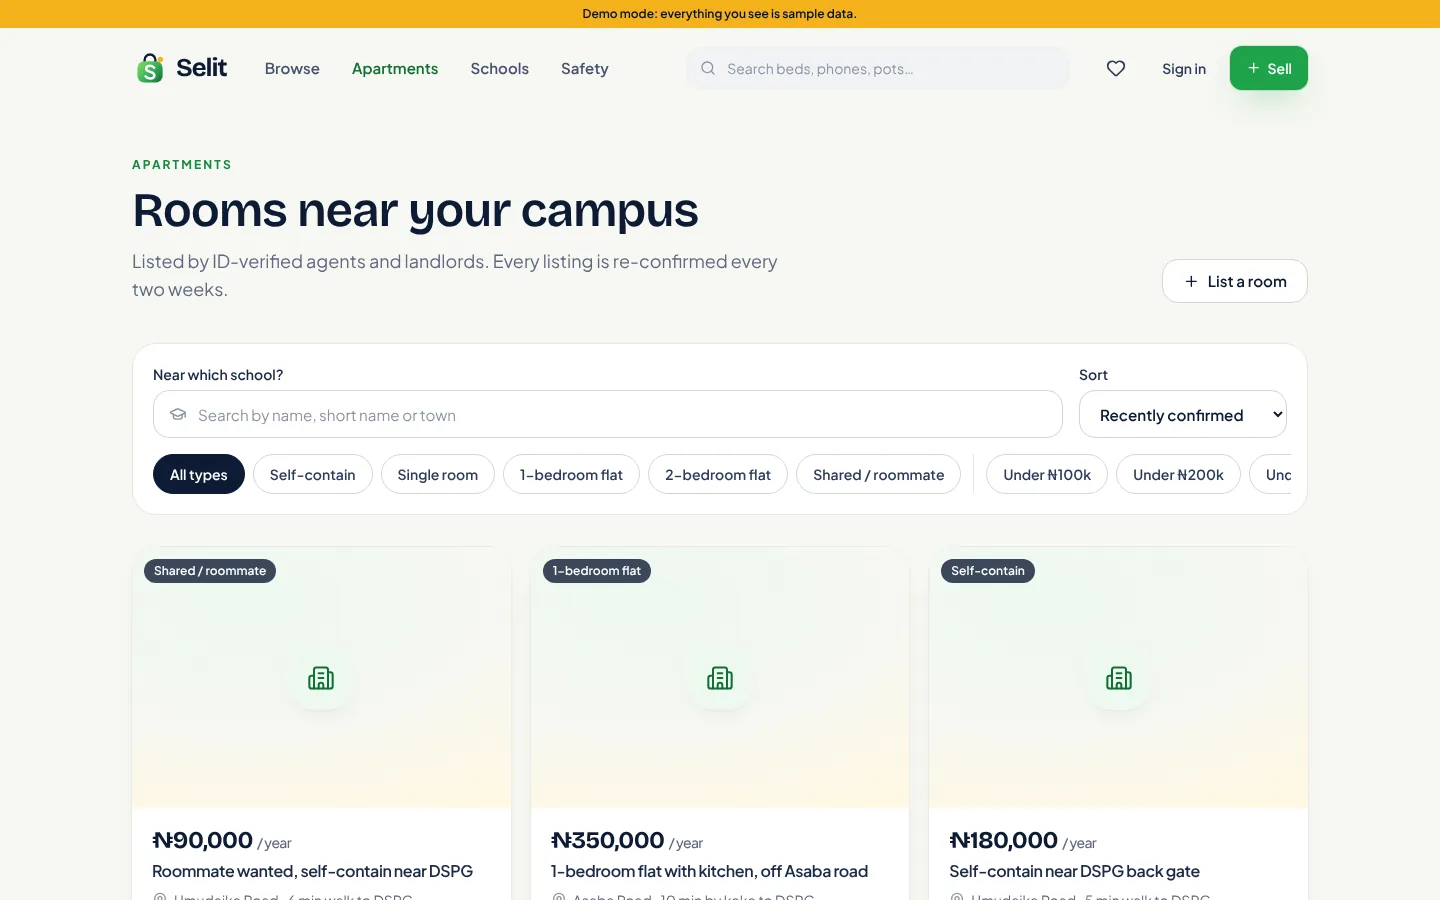 Demo mode: everything you see is sample data.
Selit
Browse
Apartments
Schools
Safety
Search beds, phones, pots...
Sign in
+ Sell
APARTMENTS
Rooms near your campus
Listed by ID-verified agents and landlords. Every listing is re-confirmed every
two weeks.
+ List a room
Near which school?
Search by name, short name or town
Sort
Recently confirmed
All types
Self-contain
Single room
1-bedroom flat
2-bedroom flat
Shared / roommate
Under ₦100k
Under ₦200k
Shared / roommate
1-bedroom flat
Self-contain
₦90,000 /year
Roommate wanted, self-contain near DSPG
₦350,000 /year
1-bedroom flat with kitchen, off Asaba road
₦180,000 /year
Self-contain near DSPG back gate